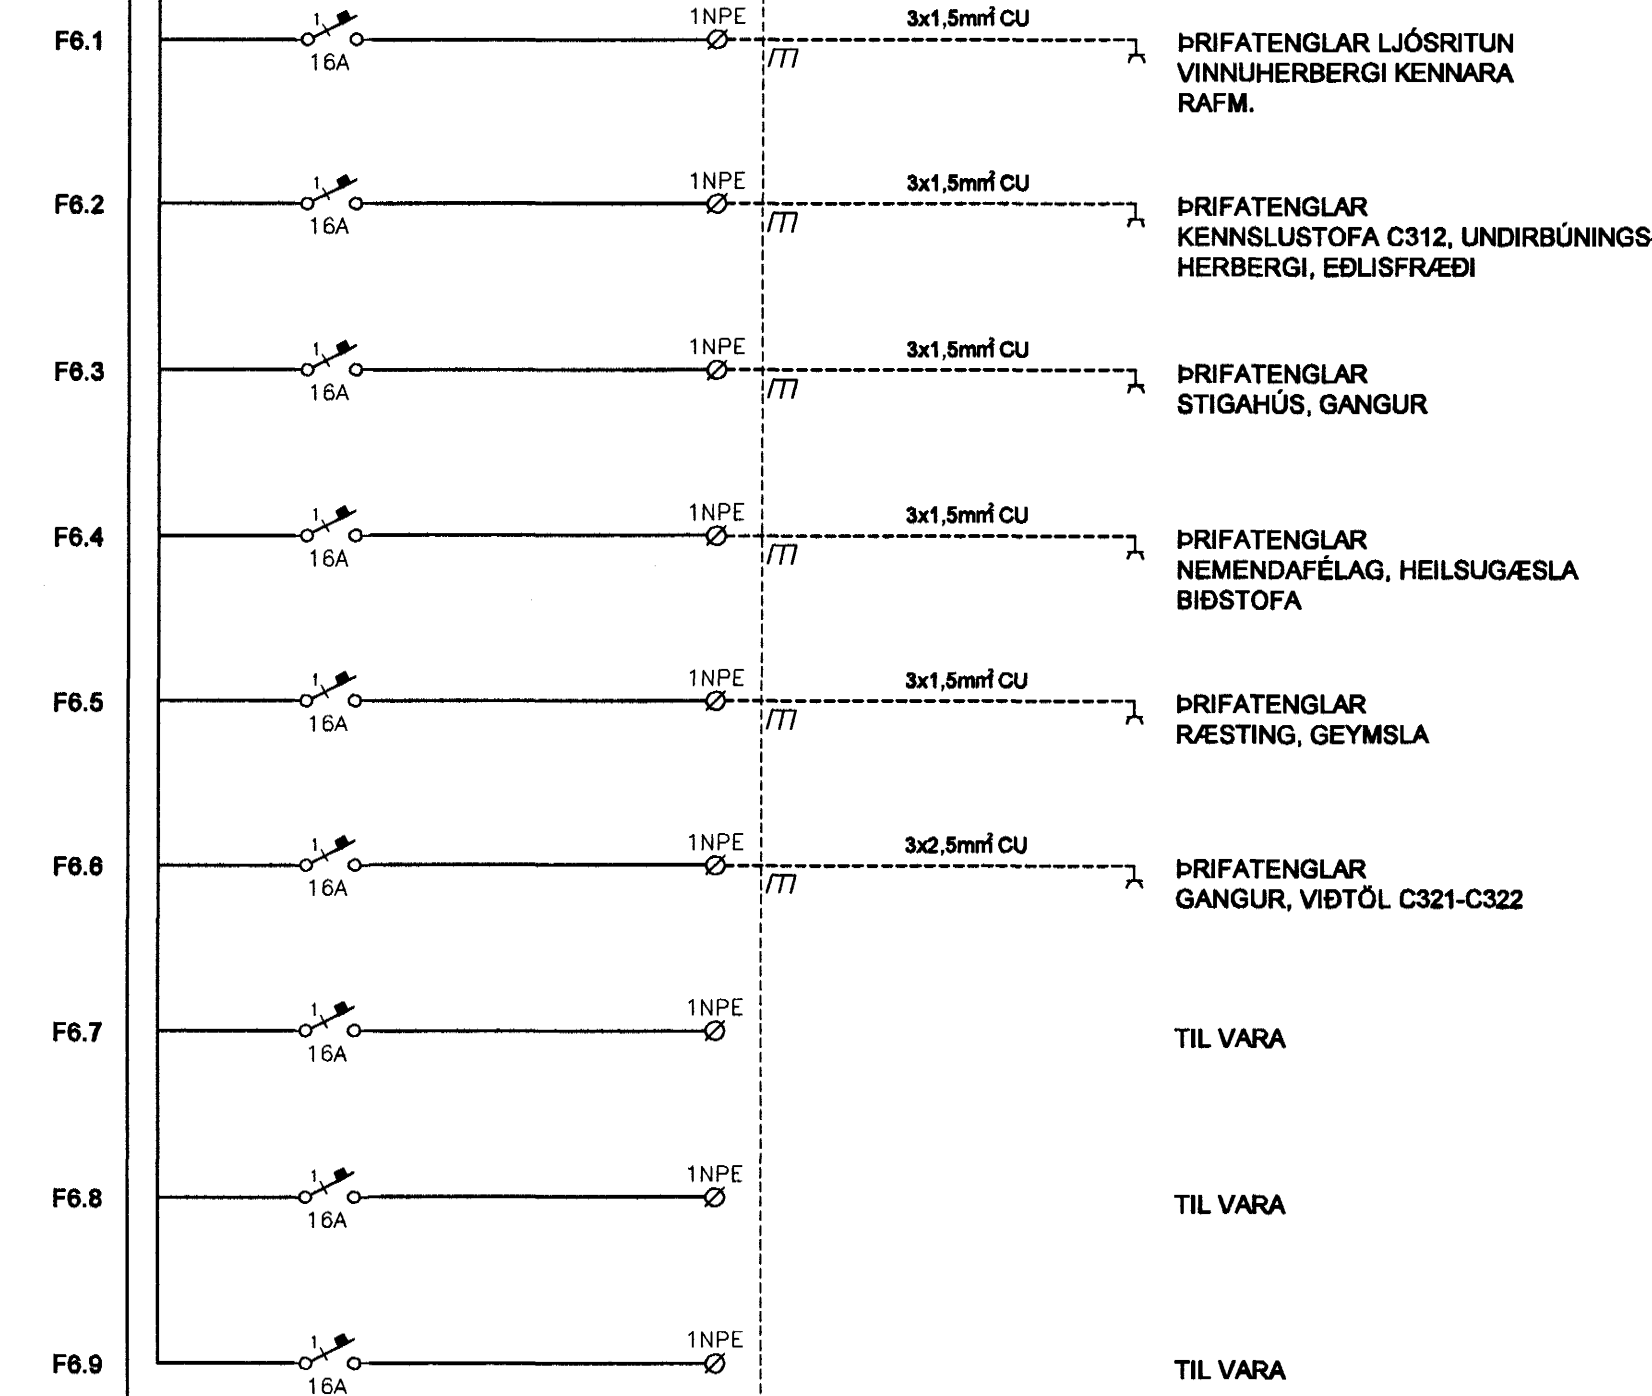 1NPE
3x1,5mm² CU
F6.1
1
16A
ÞRIFATENGLAR LJÓSRITUN
VINNUHERBERGI KENNARA
RAFM.
1NPE
3x1,5mm² CU
F6.2
1
16A
ÞRIFATENGLAR
KENNSLUSTOFA C312, UNDIRBÚNINGS-
HERBERGI, EÐLISFRÆÐI
1NPE
3x1,5mm² CU
F6.3
1
16A
ÞRIFATENGLAR
STIGAHÚS, GANGUR
1NPE
3x1,5mm² CU
F6.4
1
16A
ÞRIFATENGLAR
NEMENDAFÉLAG, HEILSUGÆSLA
BIÐSTOFA
1NPE
3x1,5mm² CU
F6.5
1
16A
ÞRIFATENGLAR
RÆSTING, GEYMSLA
1NPE
3x2,5mm² CU
F6.6
1
16A
ÞRIFATENGLAR
GANGUR, VIÐTÖL C321-C322
1NPE
F6.7
1
16A
TIL VARA
1NPE
F6.8
1
16A
TIL VARA
1NPE
F6.9
1
16A
TIL VARA